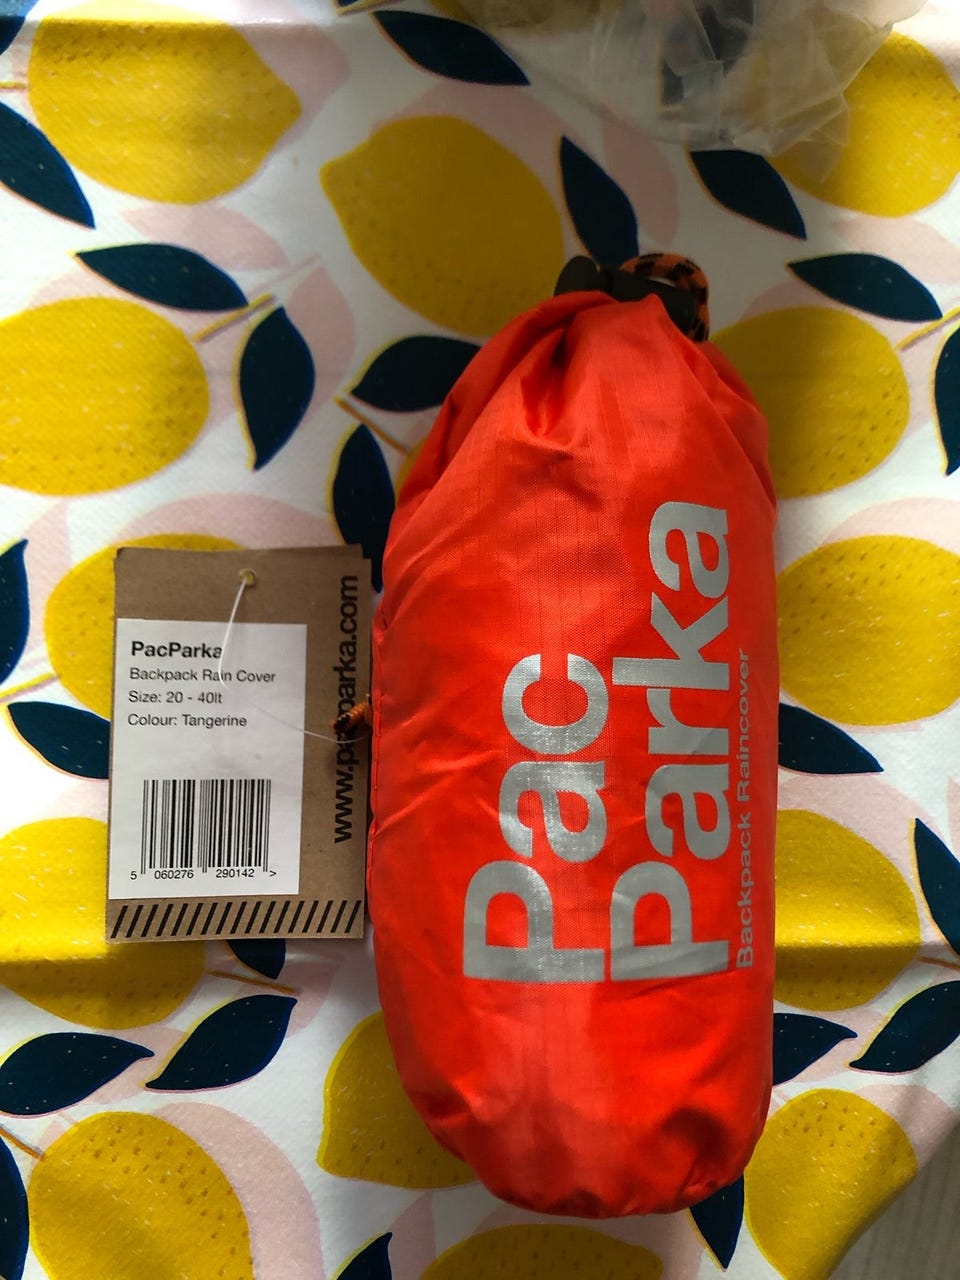 PacParka
Backpack Rain Cover
Size: 20 - 40lt
Colour: Tangerine
5 060276 290142 >
www.pacparka.com
Pac
Parka
Backpack Raincover